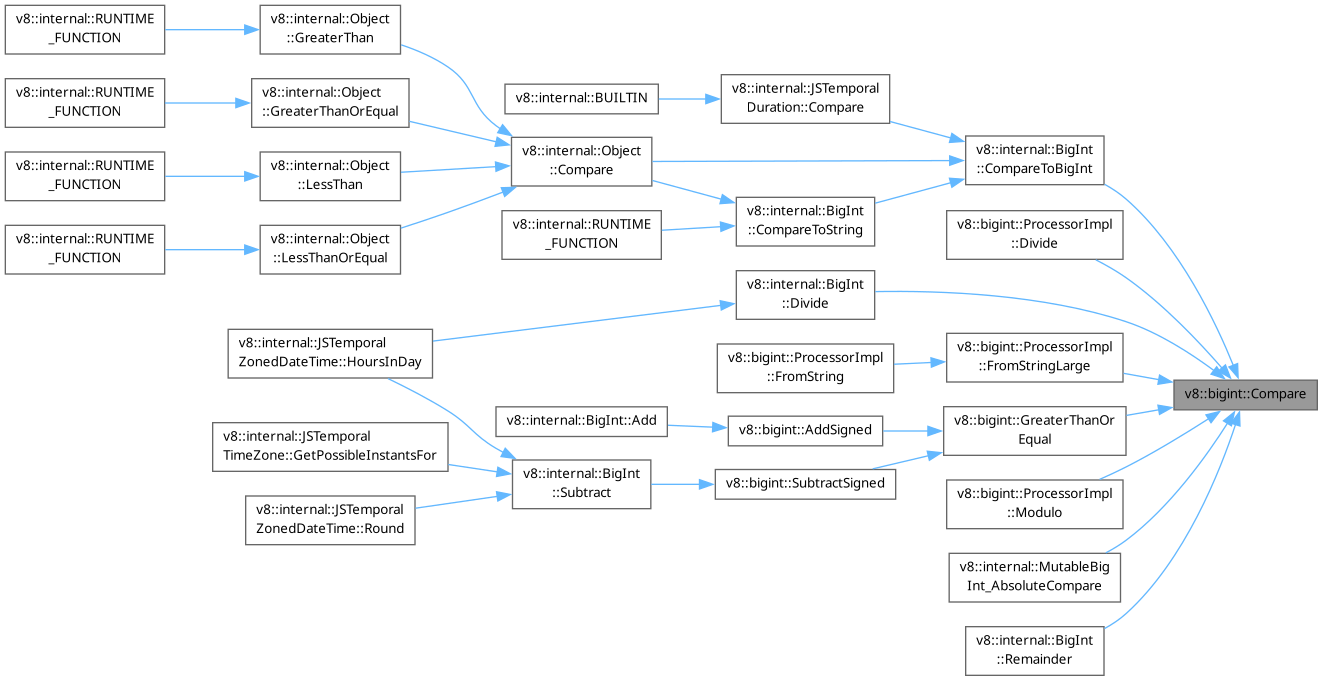 v8::internal::RUNTIME
_FUNCTION
v8::internal::Object
::GreaterThan
v8::internal::RUNTIME
_FUNCTION
v8::internal::Object
::GreaterThanOrEqual
v8::internal::RUNTIME
_FUNCTION
v8::internal::Object
::LessThan
v8::internal::RUNTIME
_FUNCTION
v8::internal::Object
::LessThanOrEqual
v8::internal::BUILTIN
v8::internal::JSTemporal
Duration::Compare
v8::internal::Object
::Compare
v8::internal::BigInt
::CompareToBigInt
v8::internal::RUNTIME
_FUNCTION
v8::internal::BigInt
::CompareToString
v8::bigint::ProcessorImpl
::Divide
v8::internal::BigInt
::Divide
v8::internal::JSTemporal
ZonedDateTime::HoursInDay
v8::bigint::ProcessorImpl
::FromString
v8::bigint::ProcessorImpl
::FromStringLarge
v8::bigint::Compare
v8::internal::BigInt::Add
v8::bigint::AddSigned
v8::bigint::GreaterThanOr
Equal
v8::internal::JSTemporal
TimeZone::GetPossibleInstantsFor
v8::internal::BigInt
::Subtract
v8::bigint::SubtractSigned
v8::bigint::ProcessorImpl
::Modulo
v8::internal::JSTemporal
ZonedDateTime::Round
v8::internal::MutableBig
Int_AbsoluteCompare
v8::internal::BigInt
::Remainder